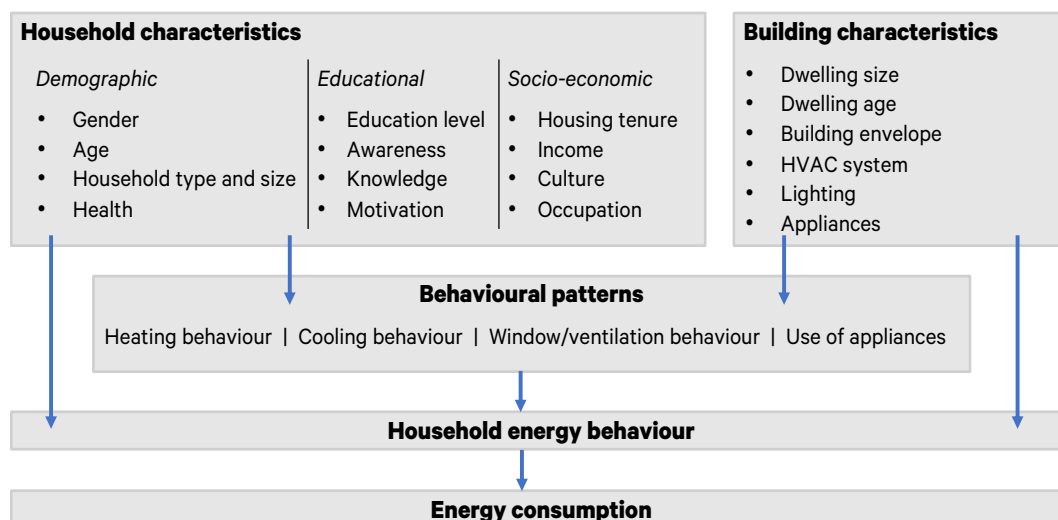 Household characteristics
Demographic
• Gender
• Age
• Household type and size
• Health
Educational
• Education level
• Awareness
• Knowledge
• Motivation
Socio-economic
• Housing tenure
• Income
• Culture
• Occupation
Building characteristics
• Dwelling size
• Dwelling age
• Building envelope
• HVAC system
• Lighting
• Appliances
Behavioural patterns
Heating behaviour | Cooling behaviour | Window/ventilation behaviour | Use of appliances
Household energy behaviour
Energy consumption